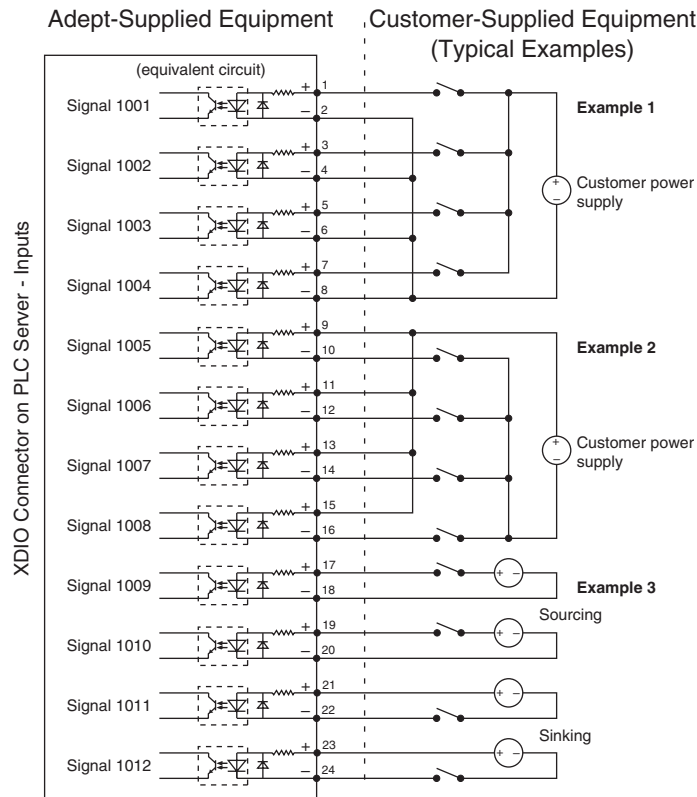 Adept-Supplied Equipment
Customer-Supplied Equipment
(Typical Examples)
XDIO Connector on PLC Server - Inputs
(equivalent circuit)
Signal 1001 + 1
− 2
Example 1
Signal 1002 + 3
− 4
Customer power
supply
+
−
Signal 1003 + 5
− 6
Signal 1004 + 7
− 8
Signal 1005 + 9
− 10
Example 2
Signal 1006 + 11
− 12
Signal 1007 + 13
− 14
Customer power
supply
+
−
Signal 1008 + 15
− 16
Signal 1009 + 17
− 18
+ −
Example 3
Sourcing
Signal 1010 + 19
− 20
+ −
Signal 1011 + 21
− 22
+ −
Sinking
Signal 1012 + 23
− 24
+ −